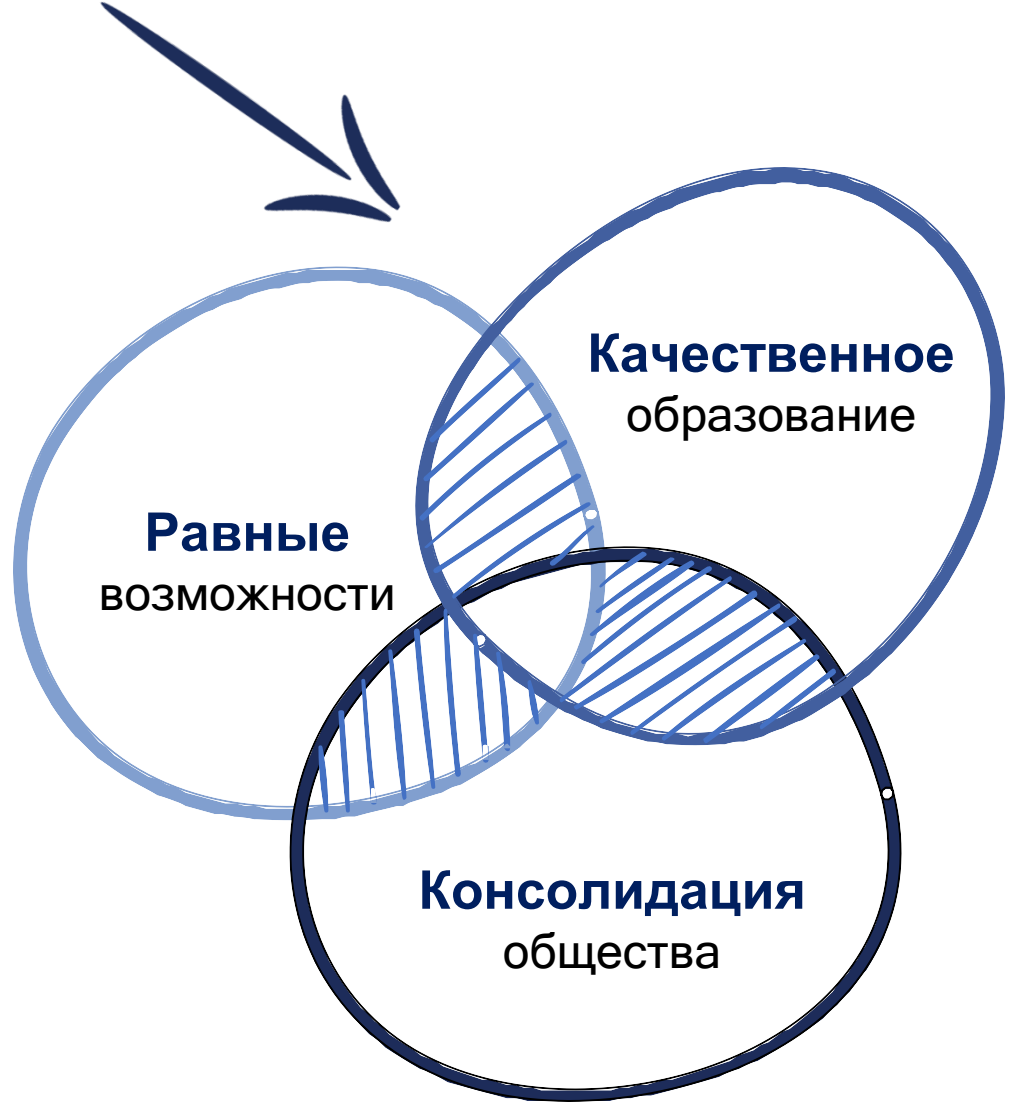 Качественное
образование
Равные
возможности
Консолидация
общества